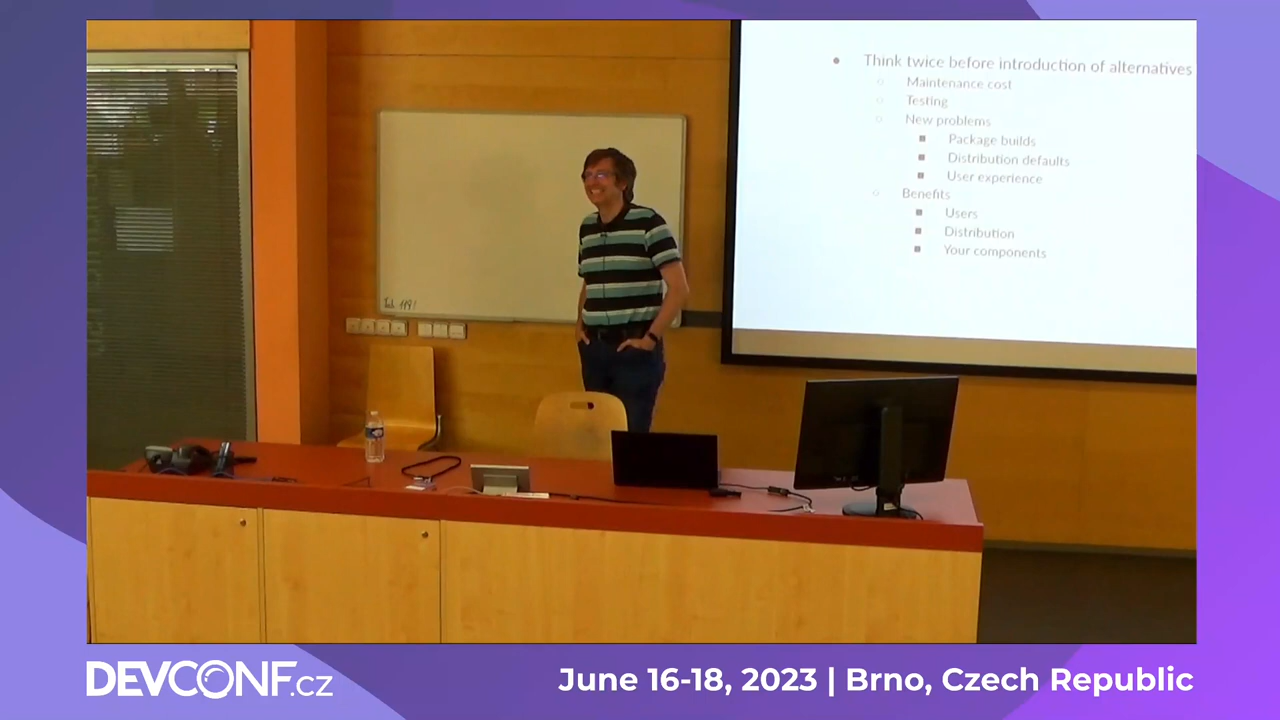 Think twice before introduction of alternatives
Maintenance cost
Testing
New problems
Package builds
Distribution defaults
User experience
Benefits
Users
Distribution
Your components
DEVCONF.cz
June 16-18, 2023 | Brno, Czech Republic